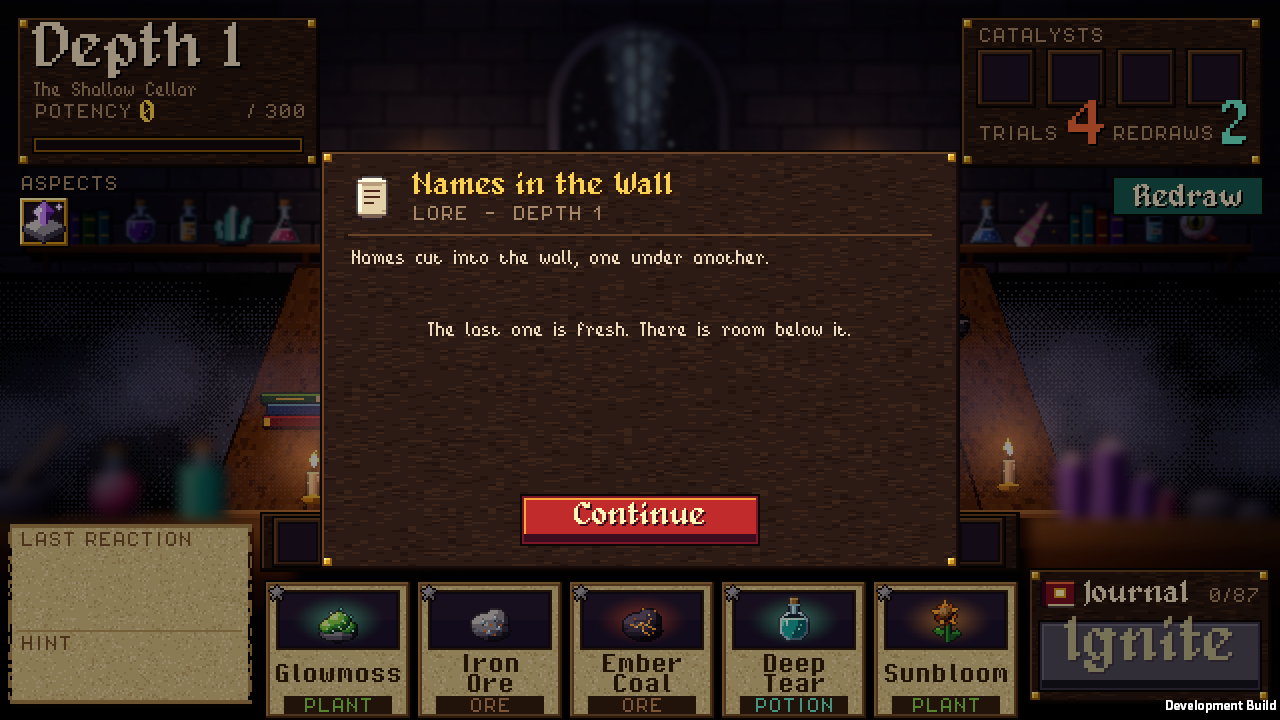 Depth 1
The Shallow Cellar
POTENCY 0 / 300
ASPECTS
CATALYSTS
TRIALS 4 REDRAWS 2
Redraw
Names in the Wall
LORE - DEPTH 1
Names cut into the wall, one under another.
The last one is fresh. There is room below it.
Continue
LAST REACTION
HINT
Glowmoss
PLANT
Iron
Ore
ORE
Ember
Coal
ORE
Deep
Tear
POTION
Sunbloom
PLANT
Journal 0/87
Ignite
Development Build